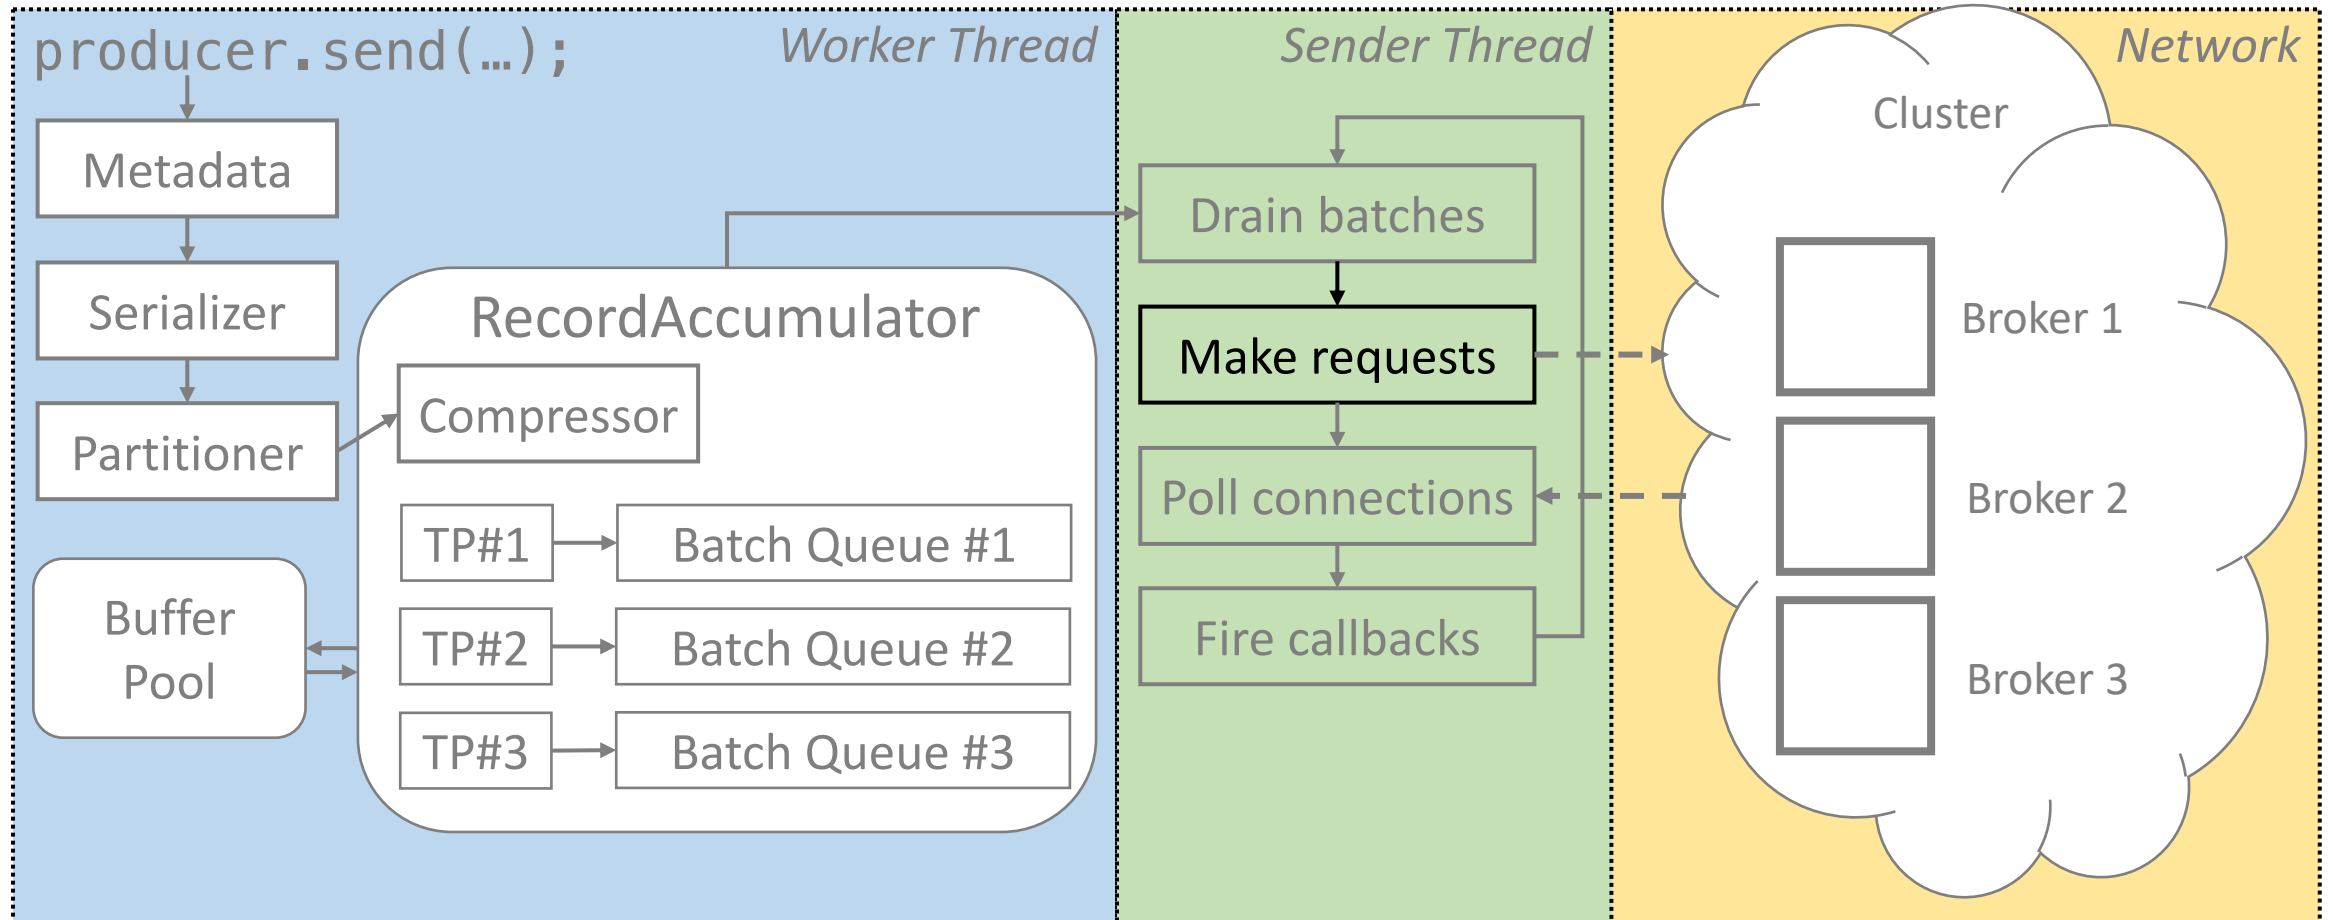 producer.send(…);
Worker Thread
Metadata
Serializer
Partitioner
Buffer
Pool
RecordAccumulator
Compressor
TP#1
Batch Queue #1
TP#2
Batch Queue #2
TP#3
Batch Queue #3
Sender Thread
Drain batches
Make requests
Poll connections
Fire callbacks
Network
Cluster
Broker 1
Broker 2
Broker 3